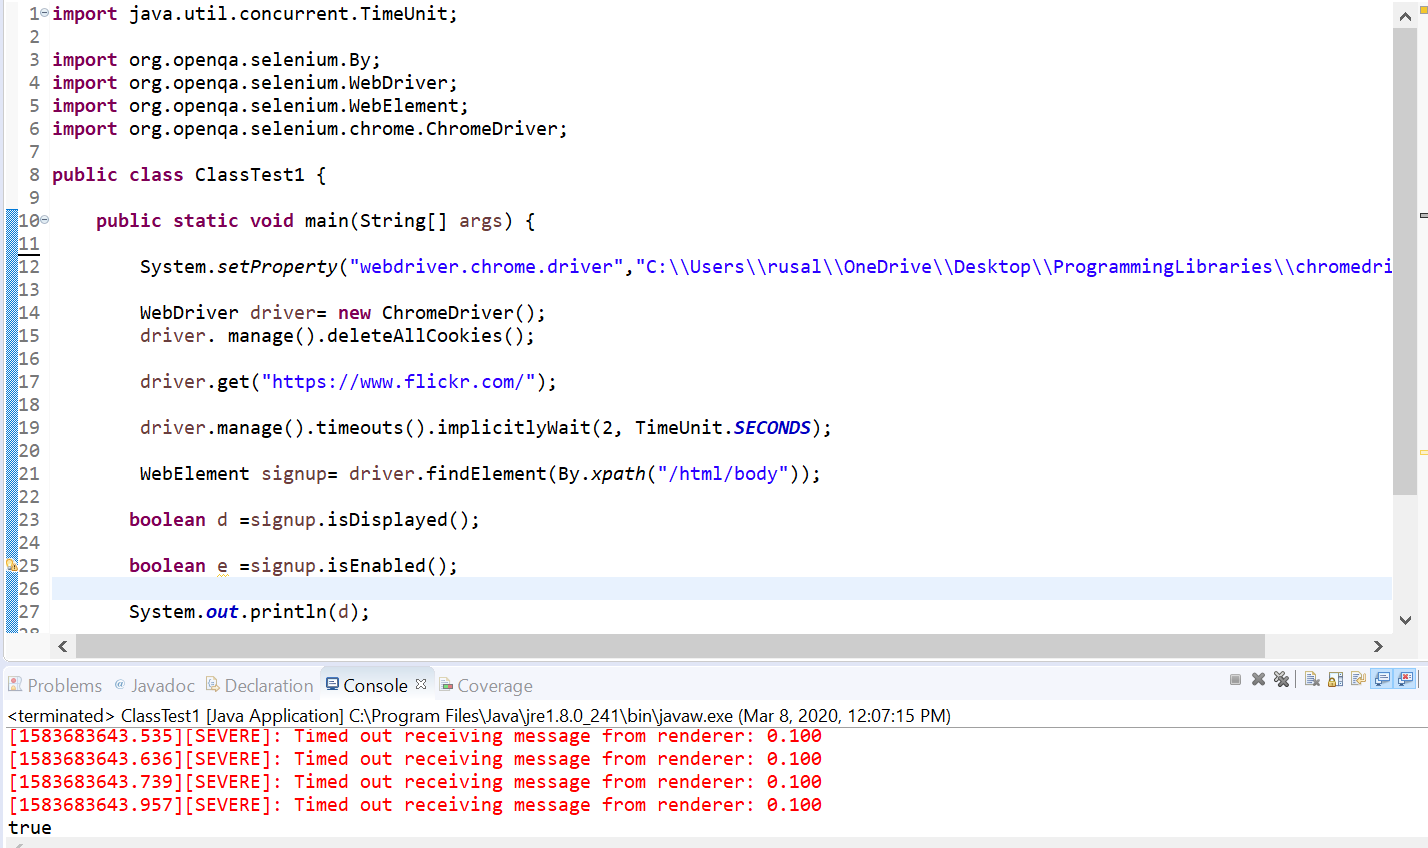 1 import java.util.concurrent.TimeUnit;
2
3 import org.openqa.selenium.By;
4 import org.openqa.selenium.WebDriver;
5 import org.openqa.selenium.WebElement;
6 import org.openqa.selenium.chrome.ChromeDriver;
7
8 public class ClassTest1 {
9
10 public static void main(String[] args) {
11
12 System.setProperty("webdriver.chrome.driver","C:\\Users\\rusal\\OneDrive\\Desktop\\ProgrammingLibraries\\chromedri
13
14 WebDriver driver= new ChromeDriver();
15 driver. manage().deleteAllCookies();
16
17 driver.get("https://www.flickr.com/");
18
19 driver.manage().timeouts().implicitlyWait(2, TimeUnit.SECONDS);
20
21 WebElement signup= driver.findElement(By.xpath("/html/body"));
22
23 boolean d =signup.isDisplayed();
24
25 boolean e =signup.isEnabled();
26
27 System.out.println(d);
Problems @ Javadoc Declaration Console Coverage
<terminated> ClassTest1 [Java Application] C:\Program Files\Java\jre1.8.0_241\bin\javaw.exe (Mar 8, 2020, 12:07:15 PM)
[1583683643.535][SEVERE]: Timed out receiving message from renderer: 0.100
[1583683643.636][SEVERE]: Timed out receiving message from renderer: 0.100
[1583683643.739][SEVERE]: Timed out receiving message from renderer: 0.100
[1583683643.957][SEVERE]: Timed out receiving message from renderer: 0.100
true